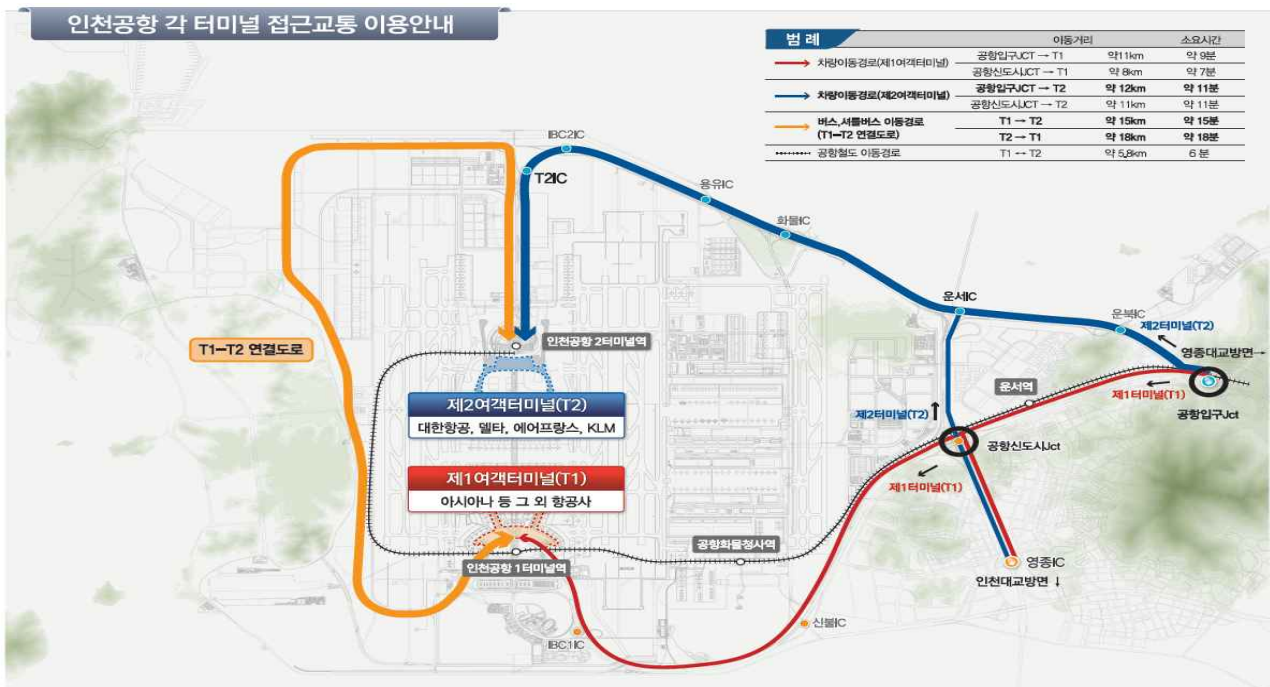 인천공항 각 터미널 접근교통 이용안내
범 례 이동거리 소요시간
차량이동경로(제1여객터미널) 공항입구JCT → T1 약11km 약 9분
공항신도시JCT → T1 약 8km 약 7분
차량이동경로(제2여객터미널) 공항입구JCT → T2 약 12km 약 11분
공항신도시JCT → T2 약 11km 약 11분
버스,셔틀버스 이동경로 T1 → T2 약 15km 약 15분
(T1-T2 연결도로) T2 → T1 약 18km 약 18분
공항철도 이동경로 T1 ↔ T2 약 5.8km 6 분
IBC2IC
T2IC
용유IC
화물IC
운서IC
운북IC
제2터미널(T2)
영종대교방면→
인천공항 2터미널역
T1-T2 연결도로
운서역
제1터미널(T1)
공항입구Jct
제2여객터미널(T2)
대한항공, 델타, 에어프랑스, KLM
제2터미널(T2)
공항신도시Jct
제1여객터미널(T1)
아시아나 등 그 외 항공사
제1터미널(T1)
공항화물청사역
인천공항 1터미널역
영종IC
인천대교방면 ↓
신불IC
IBC1IC